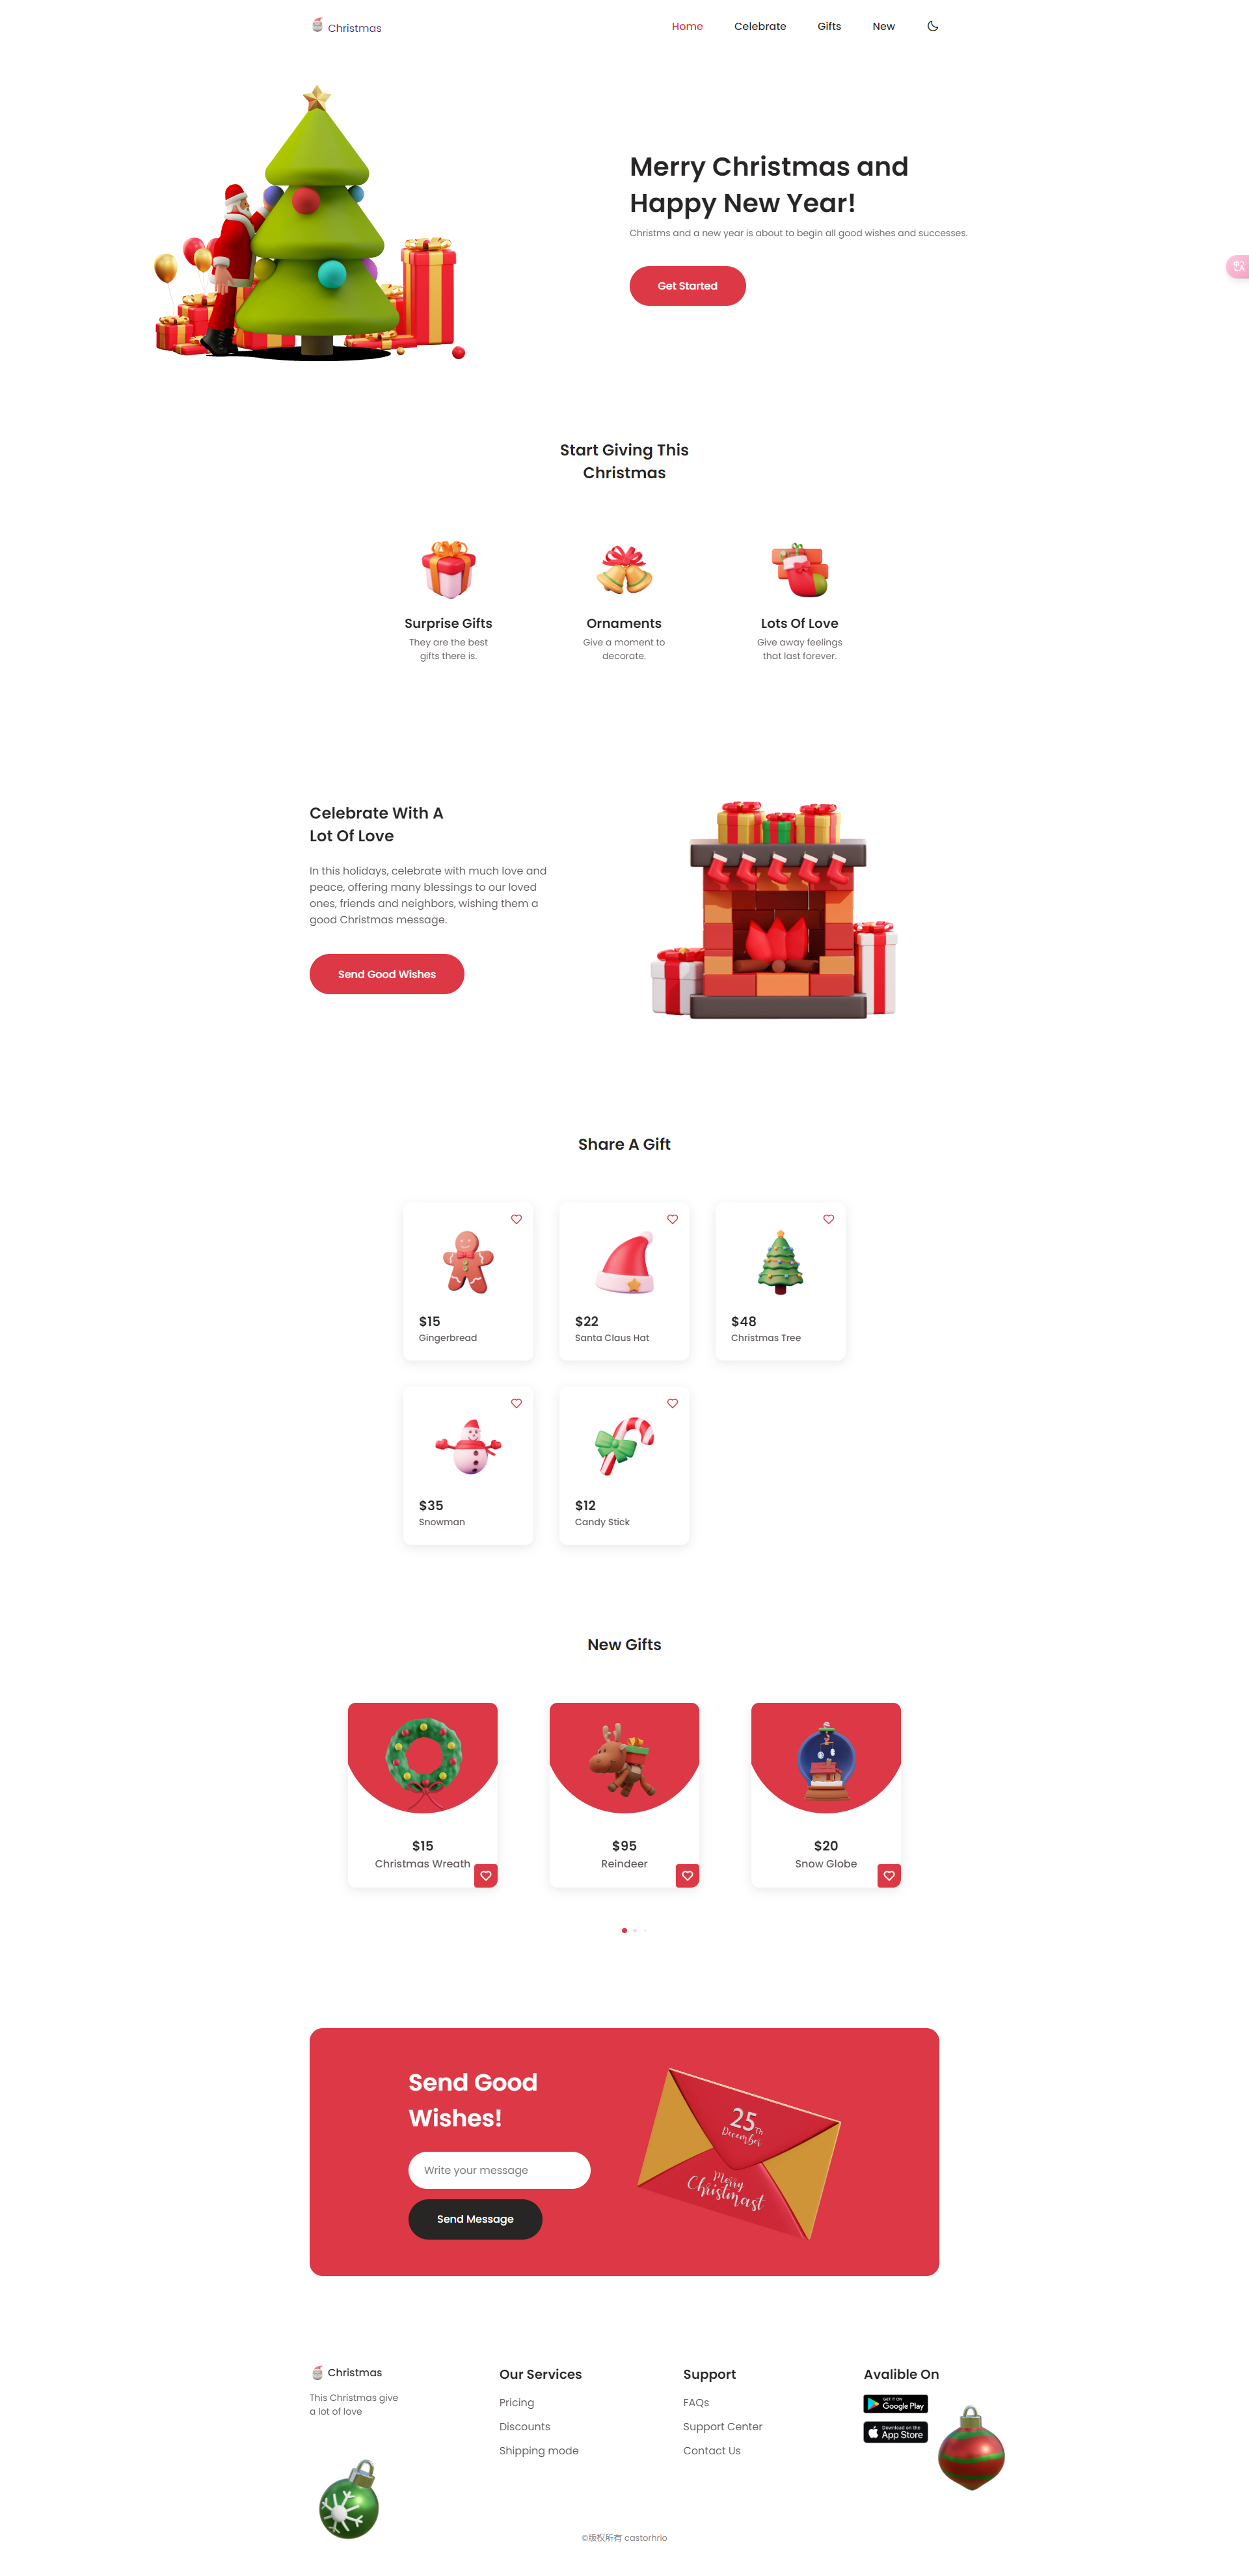 Christmas
Home
Celebrate
Gifts
New
Merry Christmas and
Happy New Year!
Christms and a new year is about to begin all good wishes and successes.
Get Started
Start Giving This
Christmas
Surprise Gifts
They are the best
gifts there is.
Ornaments
Give a moment to
decorate.
Lots Of Love
Give away feelings
that last forever.
Celebrate With A
Lot Of Love
In this holidays, celebrate with much love and
peace, offering many blessings to our loved
ones, friends and neighbors, wishing them a
good Christmas message.
Send Good Wishes
Share A Gift
$15
Gingerbread
$22
Santa Claus Hat
$48
Christmas Tree
$35
Snowman
$12
Candy Stick
New Gifts
$15
Christmas Wreath
$95
Reindeer
$20
Snow Globe
Send Good
Wishes!
Write your message
Send Message
25TH
December
Merry
Christmast
Christmas
This Christmas give
a lot of love
Our Services
Pricing
Discounts
Shipping mode
Support
FAQs
Support Center
Contact Us
Avalible On
GET IT ON
Google Play
Download on the
App Store
©版权所有 castorhrio
中
A